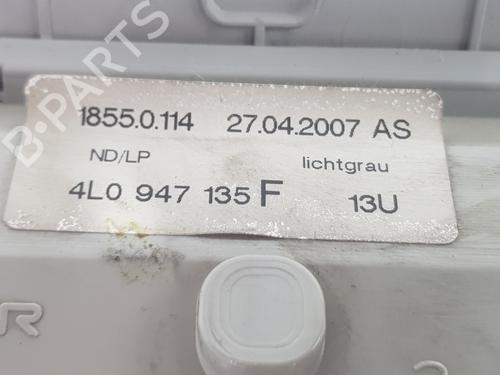 1855.0.114 27.04.2007 AS
ND/LP lichtgrau
4L0 947 135 F 13U
B-PARTS
R